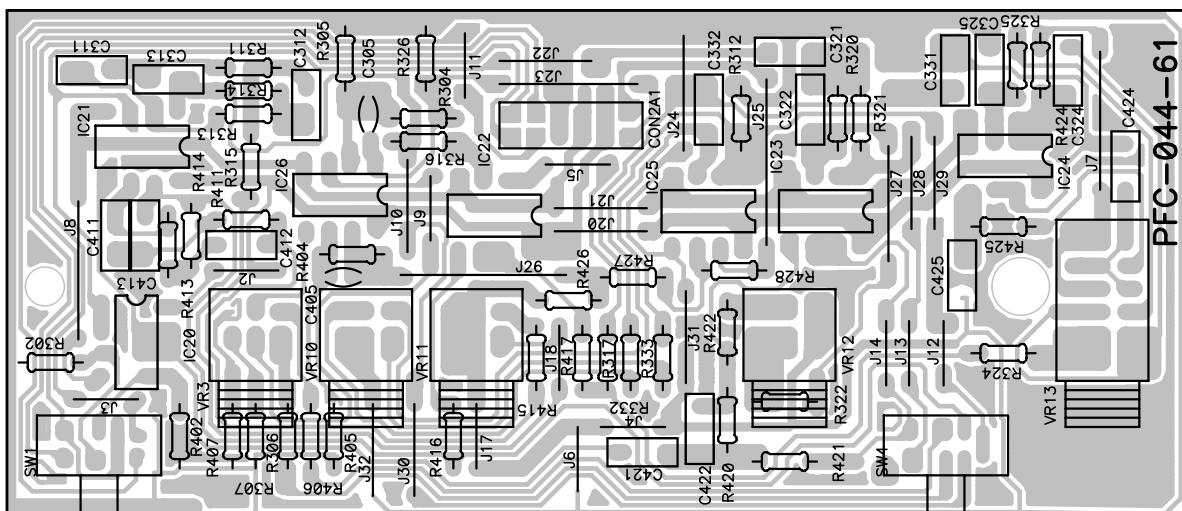 C311
C313
R311
C312
R305
C305
R326
R304
J11
J22
J23
C332
R312
C321
R320
C331
C325
R325
R314
R313
IC21
R414
R315
R411
IC26
R316
IC22
CON2A1
J24
J25
C322
R321
IC23
R424
C324
C424
IC24
J7
PFC-044-61
J8
C411
C412
R404
J10
J9
J5
J21
J20
IC25
J27
J28
J29
R425
C425
C413
R413
J2
C405
J26
R426
R427
R428
R302
IC20
VR3
VR10
VR11
J18
R417
R317
R333
J31
R422
VR12
J14
J13
J12
R324
VR13
J3
SW1
R402
R407
R307
R306
R406
R405
J32
J30
R416
J17
R415
J6
R332
J4
C421
C422
R420
R322
R421
SW4